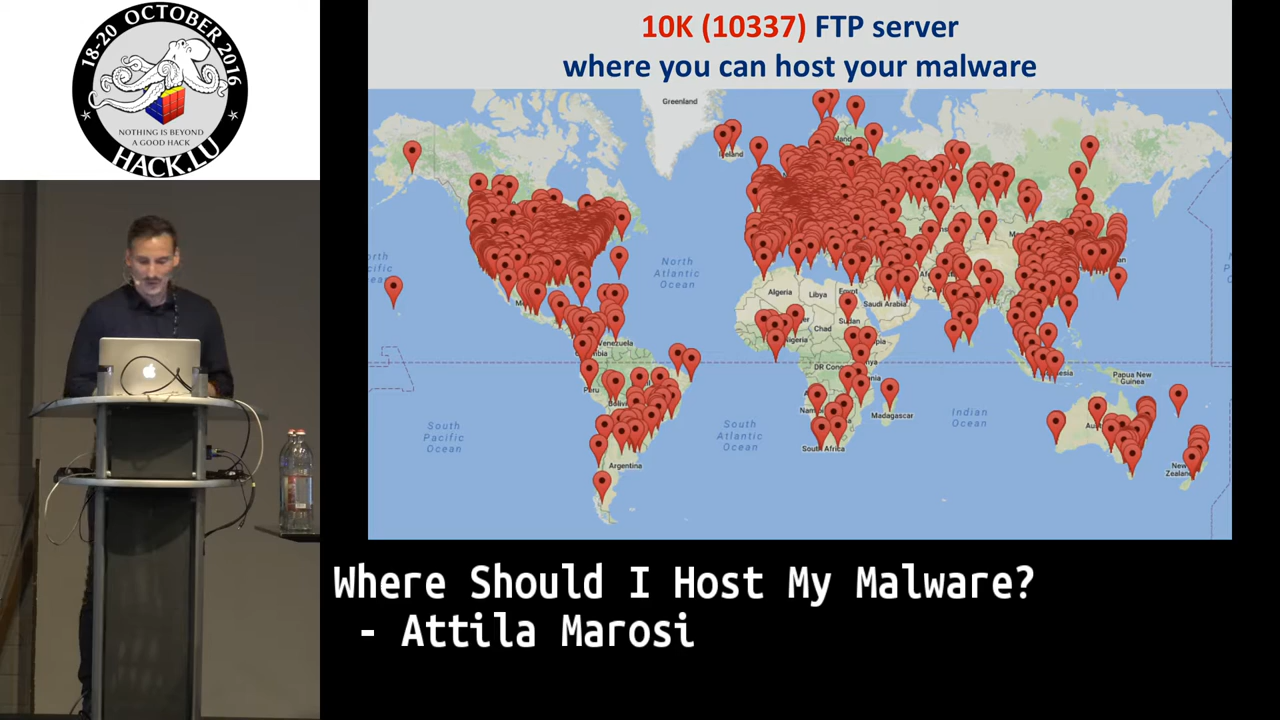 18-20 OCTOBER 2016
NOTHING IS BEYOND
A GOOD HACK
HACK.LU
10K (10337) FTP server
where you can host your malware
Greenland
North
Atlantic
Ocean
Algeria
Libya
Egypt
Saudi Arabia
Chad
Sudan
Venezuela
DR Congo
Papua New
Guinea
Peru
South
Pacific
Ocean
South
Atlantic
Ocean
Indian
Ocean
Madagascar
South Africa
Argentina
New
Zealand
Where Should I Host My Malware?
- Attila Marosi